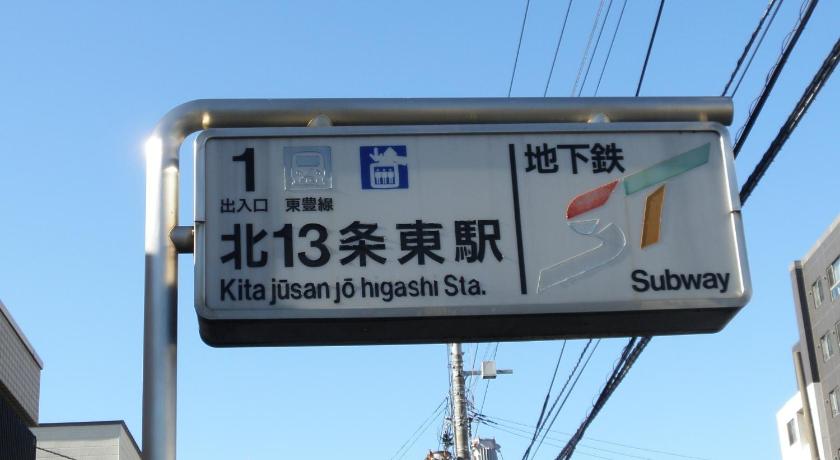 1
出入口 東豊線
北13条東駅
Kita jūsan jō higashi Sta.
地下鉄
ST
Subway